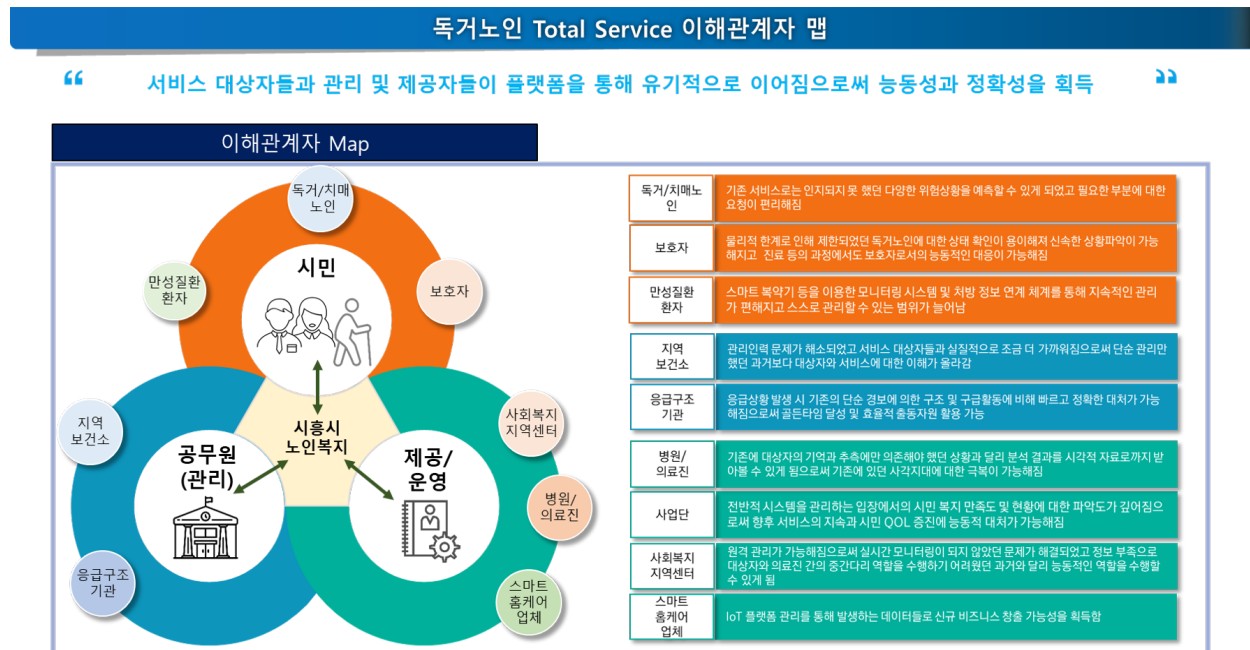 독거노인 Total Service 이해관계자 맵
“ 서비스 대상자들과 관리 및 제공자들이 플랫폼을 통해 유기적으로 이어짐으로써 능동성과 정확성을 획득 ”
이해관계자 Map
독거/치매
노인
만성질환
환자
시민
보호자
시흥시
노인복지
지역
보건소
공무원
(관리)
응급구조
기관
제공/
운영
사회복지
지역센터
병원/
의료진
스마트
홈케어
업체
독거/치매노
인
기존 서비스로는 인지되지 못 했던 다양한 위험상황을 예측할 수 있게 되었고 필요한 부분에 대한
요청이 편리해짐
보호자
물리적 한계로 인해 제한되었던 독거노인에 대한 상태 확인이 용이해져 신속한 상황파악이 가능
해지고 진료 등의 과정에서도 보호자로서의 능동적인 대응이 가능해짐
만성질환
환자
스마트 복약기 등을 이용한 모니터링 시스템 및 처방 정보 연계 체계를 통해 지속적인 관리
가 편해지고 스스로 관리할 수 있는 범위가 늘어남
지역
보건소
관리인력 문제가 해소되었고 서비스 대상자들과 실질적으로 조금 더 가까워짐으로써 단순 관리만
했던 과거보다 대상자와 서비스에 대한 이해가 올라감
응급구조
기관
응급상황 발생 시 기존의 단순 경보에 의한 구조 및 구급활동에 비해 빠르고 정확한 대처가 가능
해짐으로써 골든타임 달성 및 효율적 출동자원 활용 가능
병원/
의료진
기존에 대상자의 기억과 추측에만 의존해야 했던 상황과 달리 분석 결과를 시각적 자료로까지 받
아볼 수 있게 됨으로써 기존에 있던 사각지대에 대한 극복이 가능해짐
사업단
전반적 시스템을 관리하는 입장에서의 시민 복지 만족도 및 현황에 대한 파악도가 깊어짐으
로써 향후 서비스의 지속과 시민 QOL 증진에 능동적 대처가 가능해짐
사회복지
지역센터
원격 관리가 가능해짐으로써 실시간 모니터링이 되지 않았던 문제가 해결되었고 정보 부족으로
대상자와 의료진 간의 중간다리 역할을 수행하기 어려웠던 과거와 달리 능동적인 역할을 수행할
수 있게 됨
스마트
홈케어
업체
IoT 플랫폼 관리를 통해 발생하는 데이터들로 신규 비즈니스 창출 가능성을 획득함